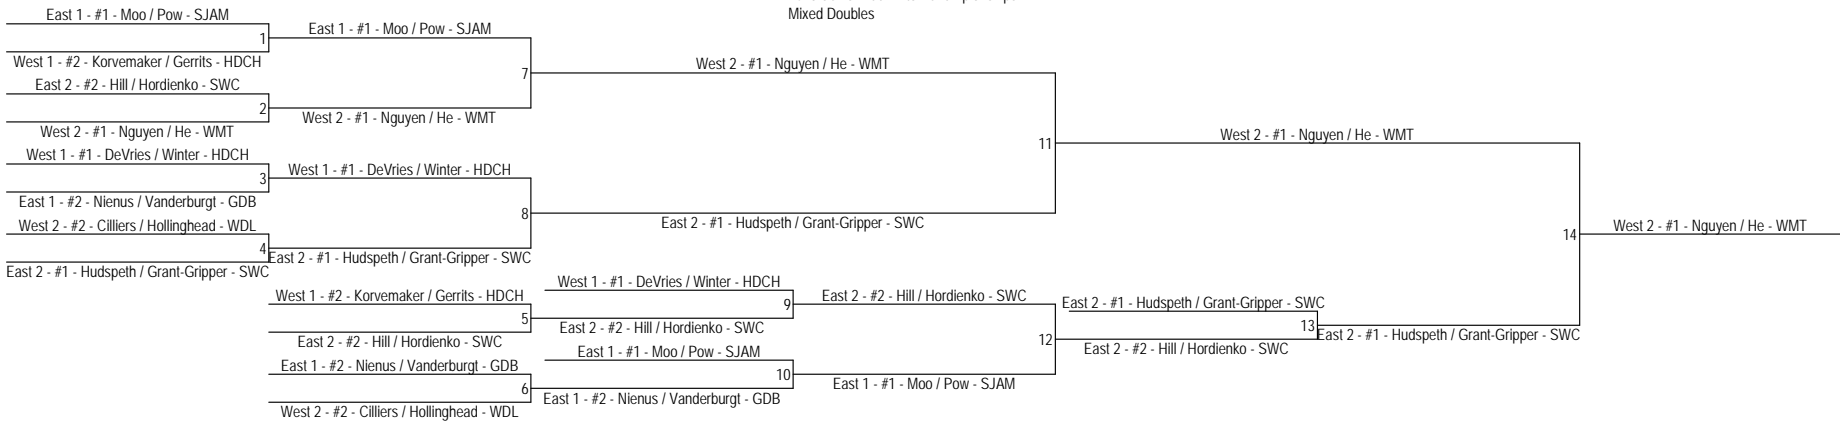 Mixed Doubles
East 1 - #1 - Moo / Pow - SJAM
1
West 1 - #2 - Korvemaker / Gerrits - HDCH
East 2 - #2 - Hill / Hordienko - SWC
2
West 2 - #1 - Nguyen / He - WMT
West 1 - #1 - DeVries / Winter - HDCH
3
East 1 - #2 - Nienus / Vanderburgt - GDB
West 2 - #2 - Cilliers / Hollinghead - WDL
4
East 2 - #1 - Hudspeth / Grant-Gripper - SWC
East 1 - #1 - Moo / Pow - SJAM
7
West 2 - #1 - Nguyen / He - WMT
West 1 - #1 - DeVries / Winter - HDCH
8
East 2 - #1 - Hudspeth / Grant-Gripper - SWC
West 1 - #2 - Korvemaker / Gerrits - HDCH
5
East 2 - #2 - Hill / Hordienko - SWC
East 1 - #2 - Nienus / Vanderburgt - GDB
6
West 2 - #2 - Cilliers / Hollinghead - WDL
West 2 - #1 - Nguyen / He - WMT
11
East 2 - #1 - Hudspeth / Grant-Gripper - SWC
West 1 - #1 - DeVries / Winter - HDCH
9
East 2 - #2 - Hill / Hordienko - SWC
East 1 - #1 - Moo / Pow - SJAM
10
East 1 - #2 - Nienus / Vanderburgt - GDB
East 2 - #2 - Hill / Hordienko - SWC
12
East 1 - #1 - Moo / Pow - SJAM
West 2 - #1 - Nguyen / He - WMT
14
East 2 - #1 - Hudspeth / Grant-Gripper - SWC
13
East 2 - #2 - Hill / Hordienko - SWC
East 2 - #1 - Hudspeth / Grant-Gripper - SWC
West 2 - #1 - Nguyen / He - WMT